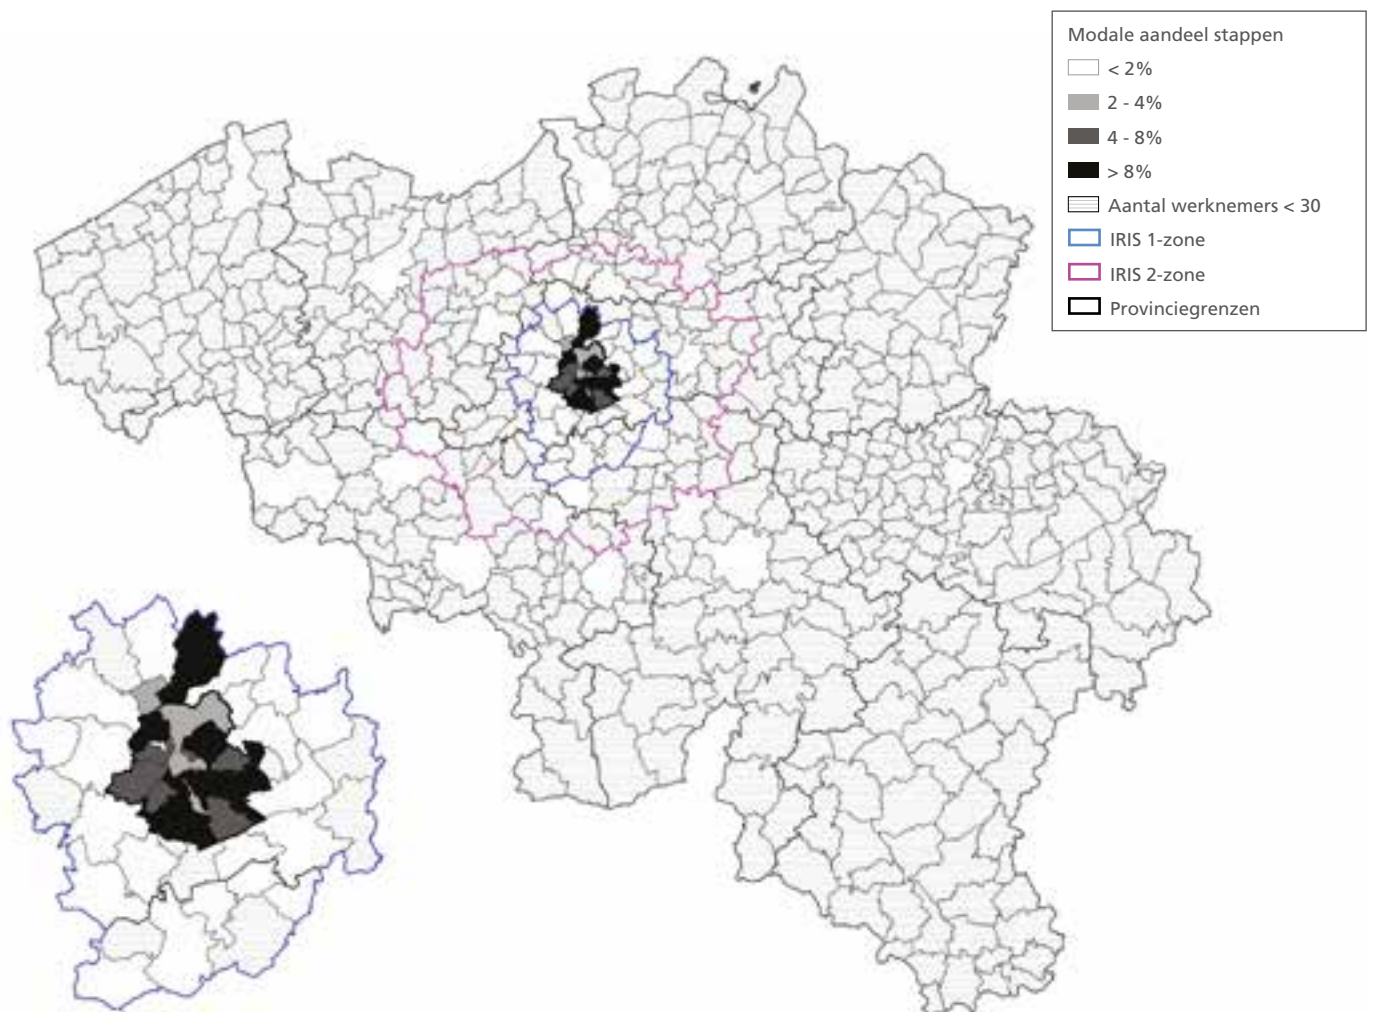 Modale aandeel stappen
< 2%
2 - 4%
4 - 8%
> 8%
Aantal werknemers < 30
IRIS 1-zone
IRIS 2-zone
Provinciegrenzen